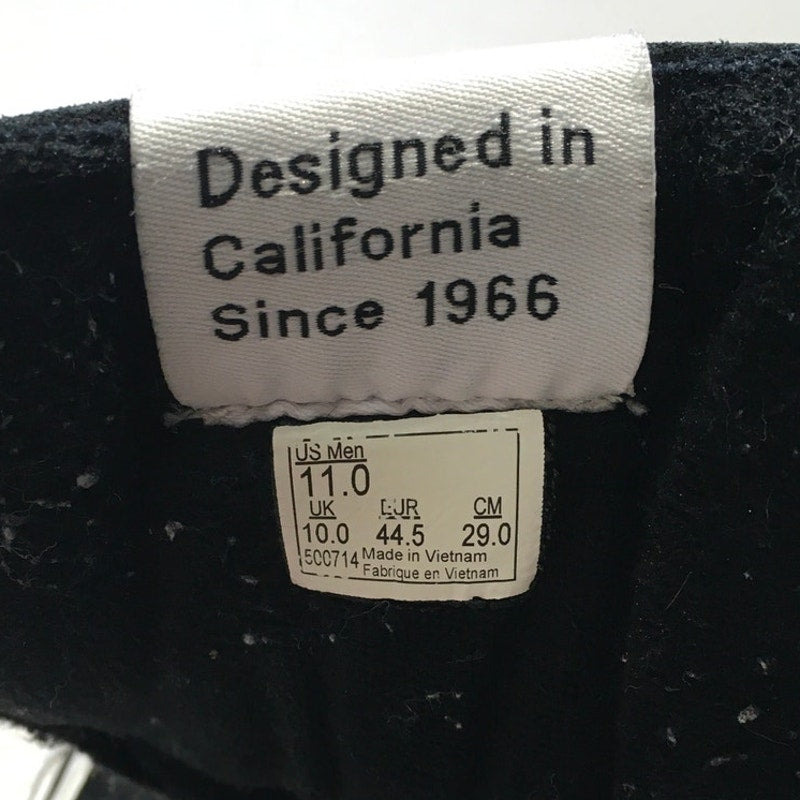 Designed in
California
Since 1966
US Men
11.0
UK EUR CM
10.0 44.5 29.0
500714 Made in Vietnam
Fabrique en Vietnam